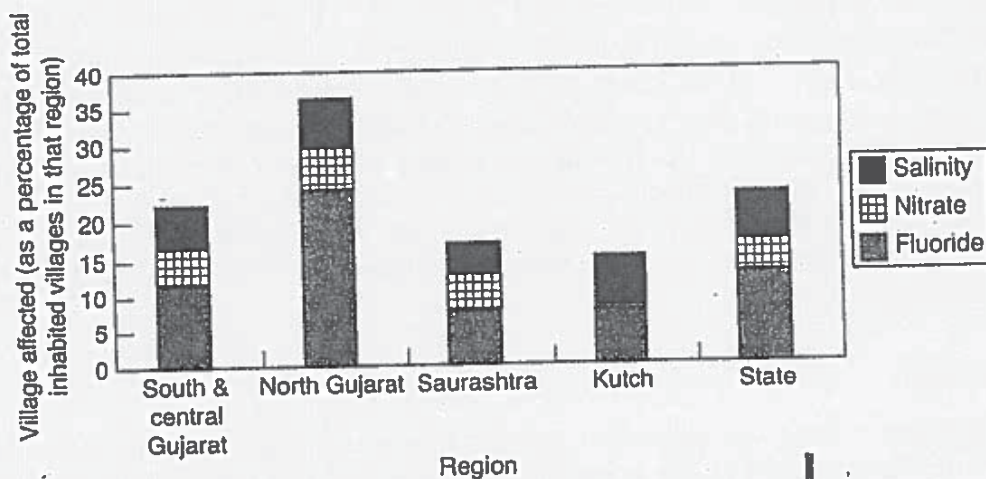 Village affected (as a percentage of total
inhabited villages in that region)
40
35
30
25
20
15
10
5
0
South &
central
Gujarat
North Gujarat
Saurashtra
Kutch
State
Region
Salinity
Nitrate
Fluoride